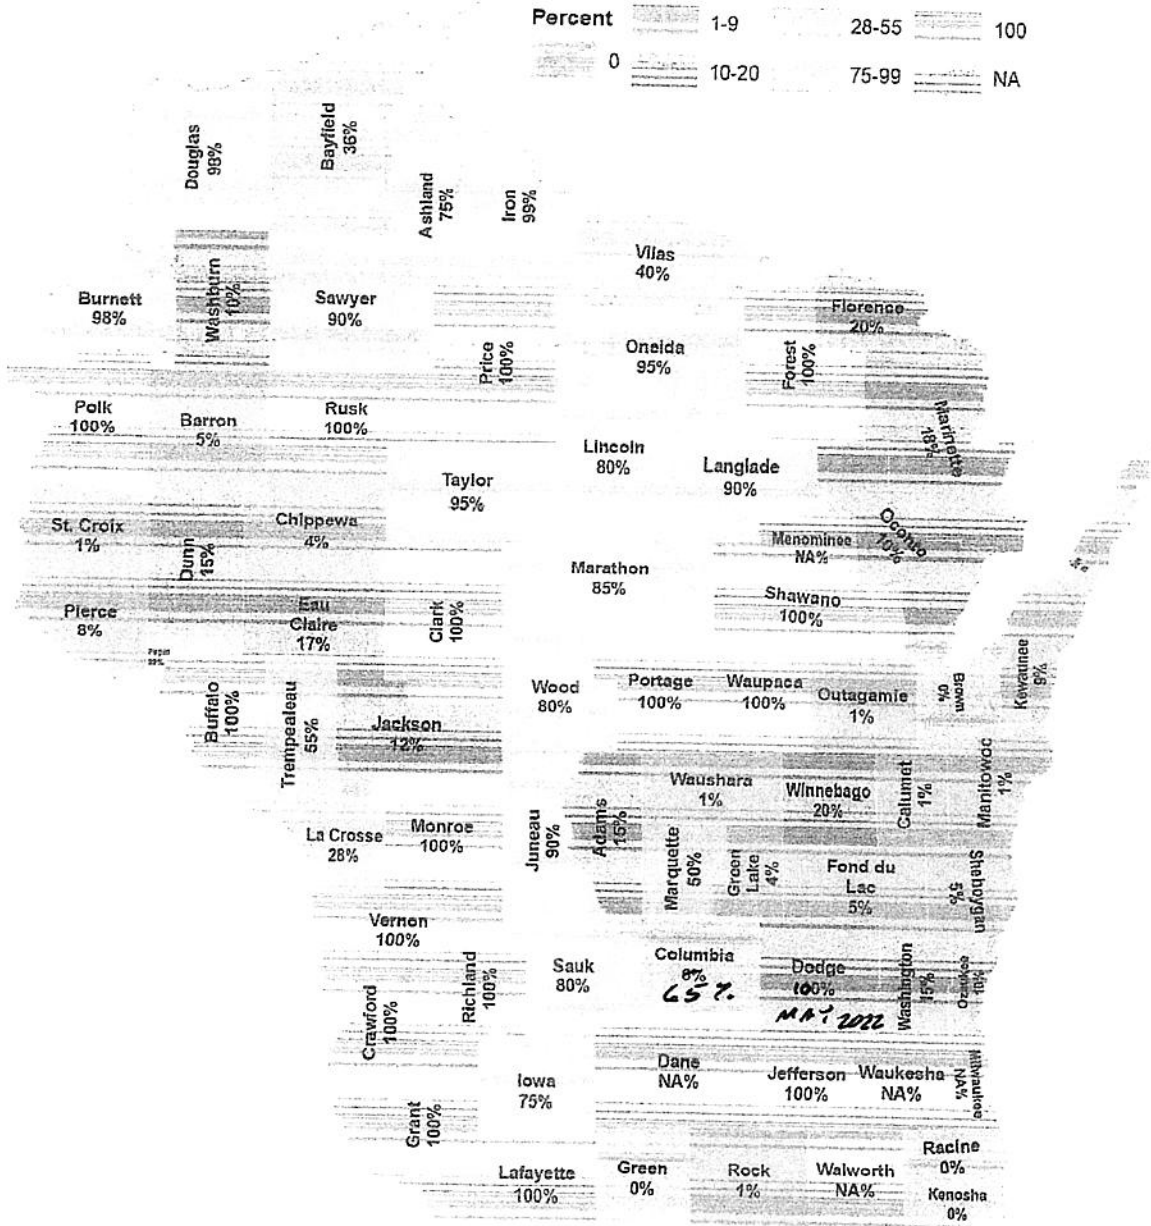 Percent
0
1-9
10-20
28-55
75-99
100
NA
Douglas
98%
Bayfield
36%
Ashland
75%
Iron
99%
Vilas
40%
Burnett
98%
Washburn
10%
Sawyer
90%
Florence
20%
Price
100%
Oneida
95%
Forest
100%
Marinette
18%
Polk
100%
Barron
5%
Rusk
100%
Lincoln
80%
Langlade
90%
Taylor
95%
St. Croix
1%
Dunn
15%
Chippewa
4%
Menominee
NA%
Oconto
10%
Marathon
85%
Shawano
100%
Pierce
8%
Eau
Claire
17%
Clark
100%
Pepin
Buffalo
100%
Trempealeau
55%
Jackson
12%
Wood
80%
Portage
100%
Waupaca
100%
Outagamie
1%
Brown
0%
Kewaunee
Waushara
1%
Winnebago
20%
Calumet
1%
Manitowoc
1%
La Crosse
28%
Monroe
100%
Juneau
90%
Adams
15%
Marquette
50%
Green
Lake
4%
Fond du
Lac
5%
Sheboygan
5%
Vernon
100%
Richland
100%
Sauk
80%
Columbia
65%
Dodge
100%
MAY 2022
Washington
15%
Ozaukee
10%
Crawford
100%
Iowa
75%
Dane
NA%
Jefferson
100%
Waukesha
NA%
Milwaukee
NA%
Grant
100%
Lafayette
100%
Green
0%
Rock
1%
Walworth
NA%
Racine
0%
Kenosha
0%